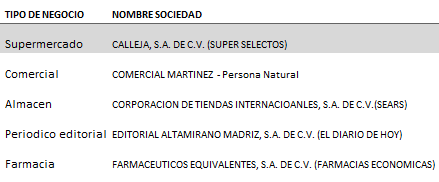 TIPO DE NEGOCIO NOMBRE SOCIEDAD
Supermercado CALLEJA, S.A. DE C.V. (SUPER SELECTOS)
Comercial COMERCIAL MARTINEZ - Persona Natural
Almacen CORPORACION DE TIENDAS INTERNACIOANLES, S.A. DE C.V.(SEARS)
Periodico editorial EDITORIAL ALTAMIRANO MADRIZ, S.A. DE C.V. (EL DIARIO DE HOY)
Farmacia FARMACEUTICOS EQUIVALENTES, S.A. DE C.V. (FARMACIAS ECONOMICAS)